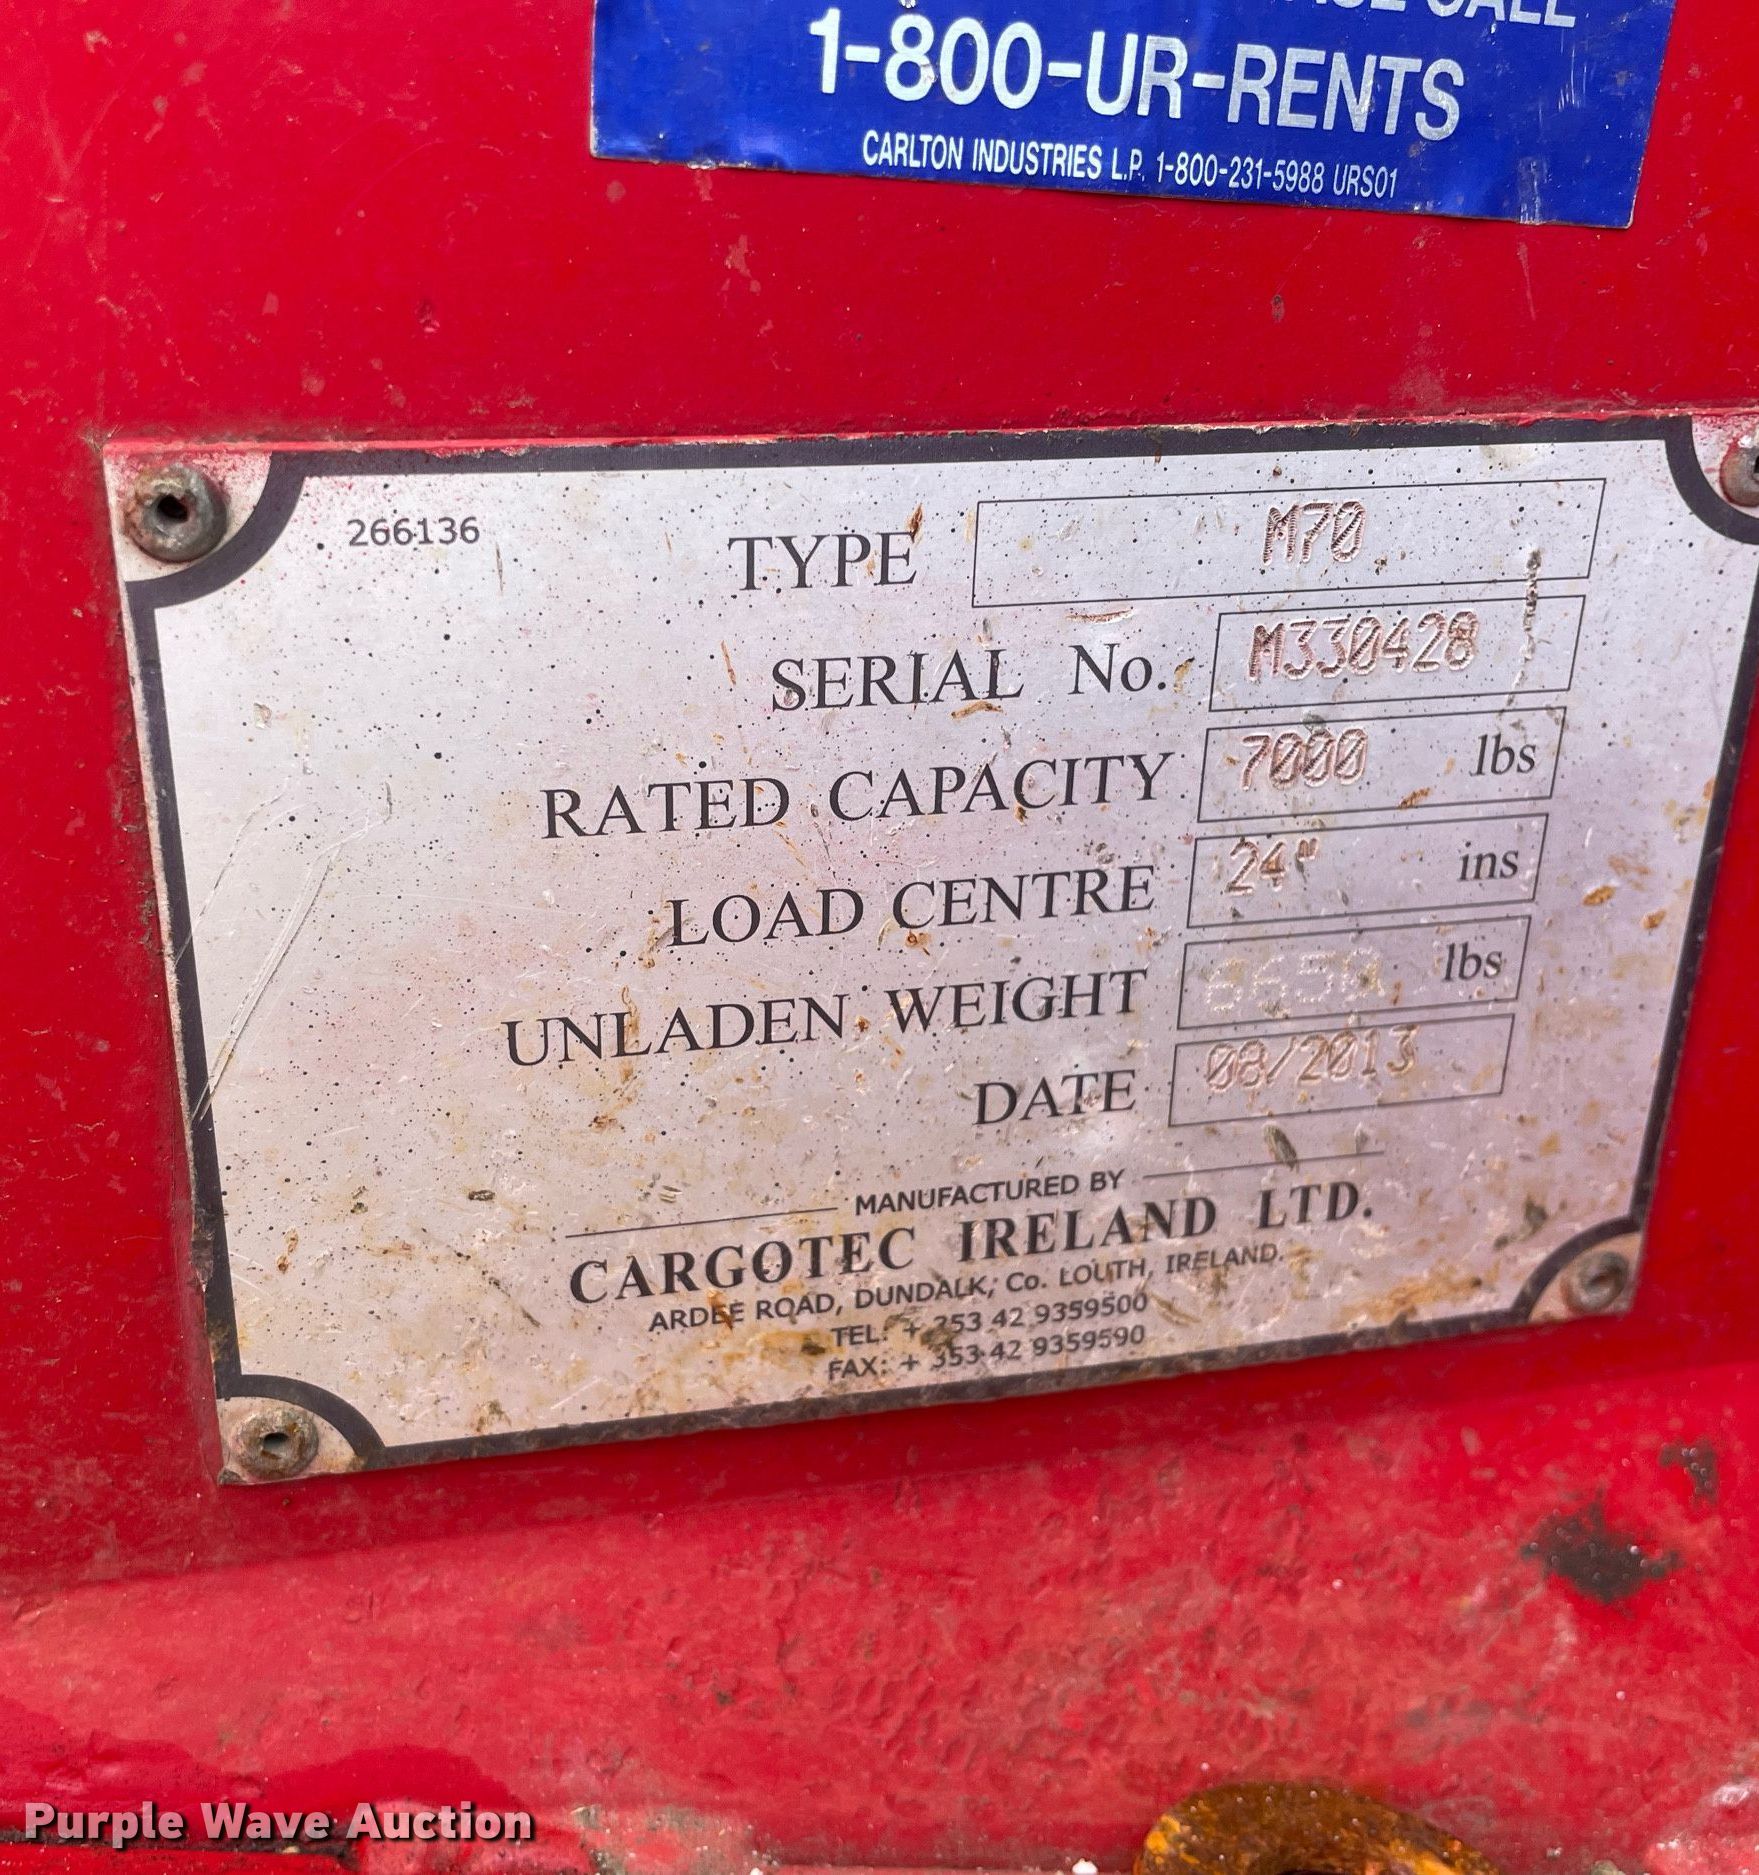 CALL
1-800-UR-RENTS
CARLTON INDUSTRIES L.P. 1-800-231-5988 URS01
266136
TYPE M70
SERIAL No. M330428
RATED CAPACITY 7000 lbs
LOAD CENTRE 24" ins
UNLADEN WEIGHT lbs
DATE 08/2013
MANUFACTURED BY
CARGOTEC IRELAND LTD.
ARDEE ROAD, DUNDALK, Co. LOUTH, IRELAND.
TEL: + 353 42 9359500
FAX: + 353 42 9359590
Purple Wave Auction